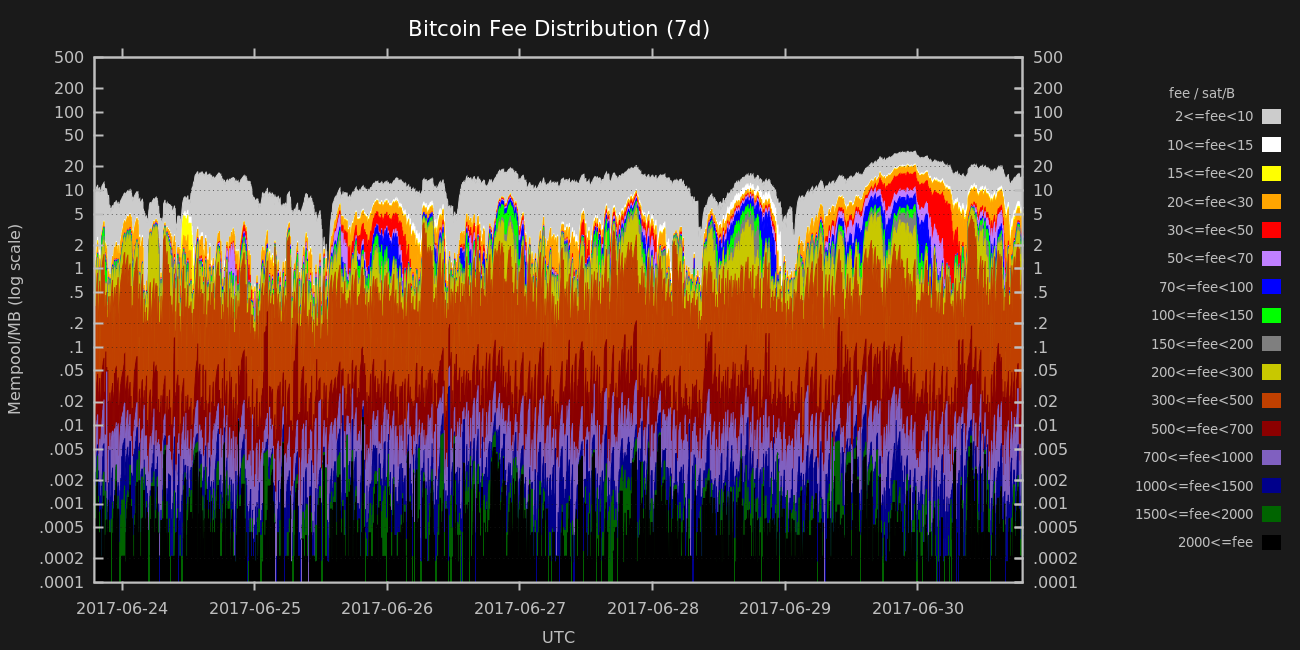 Bitcoin Fee Distribution (7d)
500
200
100
50
20
10
5
2
1
.5
.2
.1
.05
.02
.01
.005
.002
.001
.0005
.0002
.0001
Mempool/MB (log scale)
500
200
100
50
20
10
5
2
1
.5
.2
.1
.05
.02
.01
.005
.002
.001
.0005
.0002
.0001
2017-06-24 2017-06-25 2017-06-26 2017-06-27 2017-06-28 2017-06-29 2017-06-30
UTC
fee / sat/B
2<=fee<10
10<=fee<15
15<=fee<20
20<=fee<30
30<=fee<50
50<=fee<70
70<=fee<100
100<=fee<150
150<=fee<200
200<=fee<300
300<=fee<500
500<=fee<700
700<=fee<1000
1000<=fee<1500
1500<=fee<2000
2000<=fee